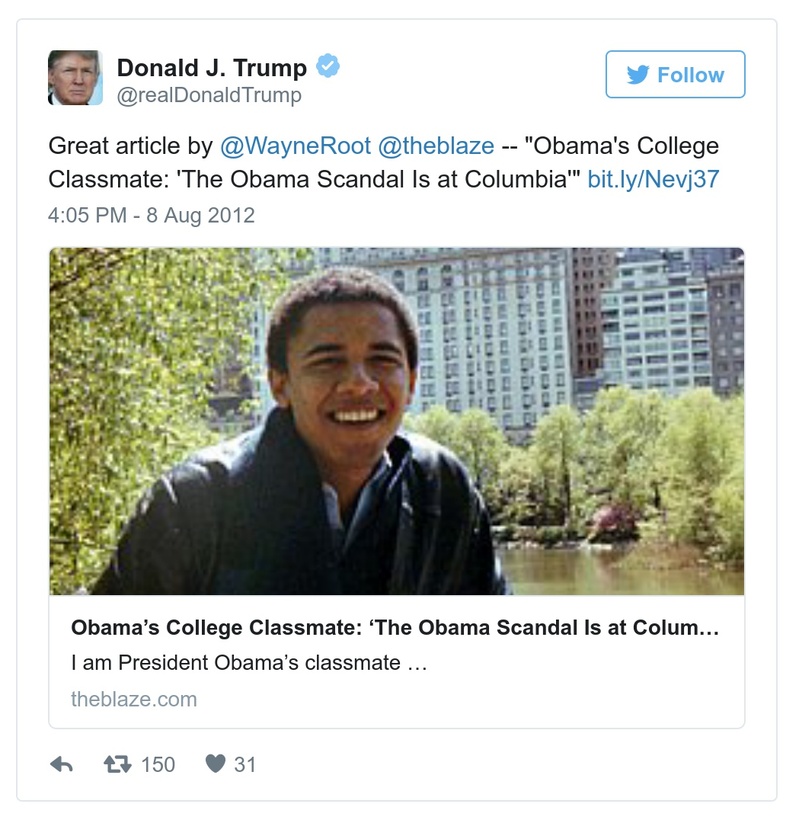 Donald J. Trump
@realDonaldTrump
Follow
Great article by @WayneRoot @theblaze -- "Obama's College
Classmate: 'The Obama Scandal Is at Columbia'" bit.ly/Nevj37
4:05 PM - 8 Aug 2012
Obama’s College Classmate: ‘The Obama Scandal Is at Colum…
I am President Obama’s classmate …
theblaze.com
150 31